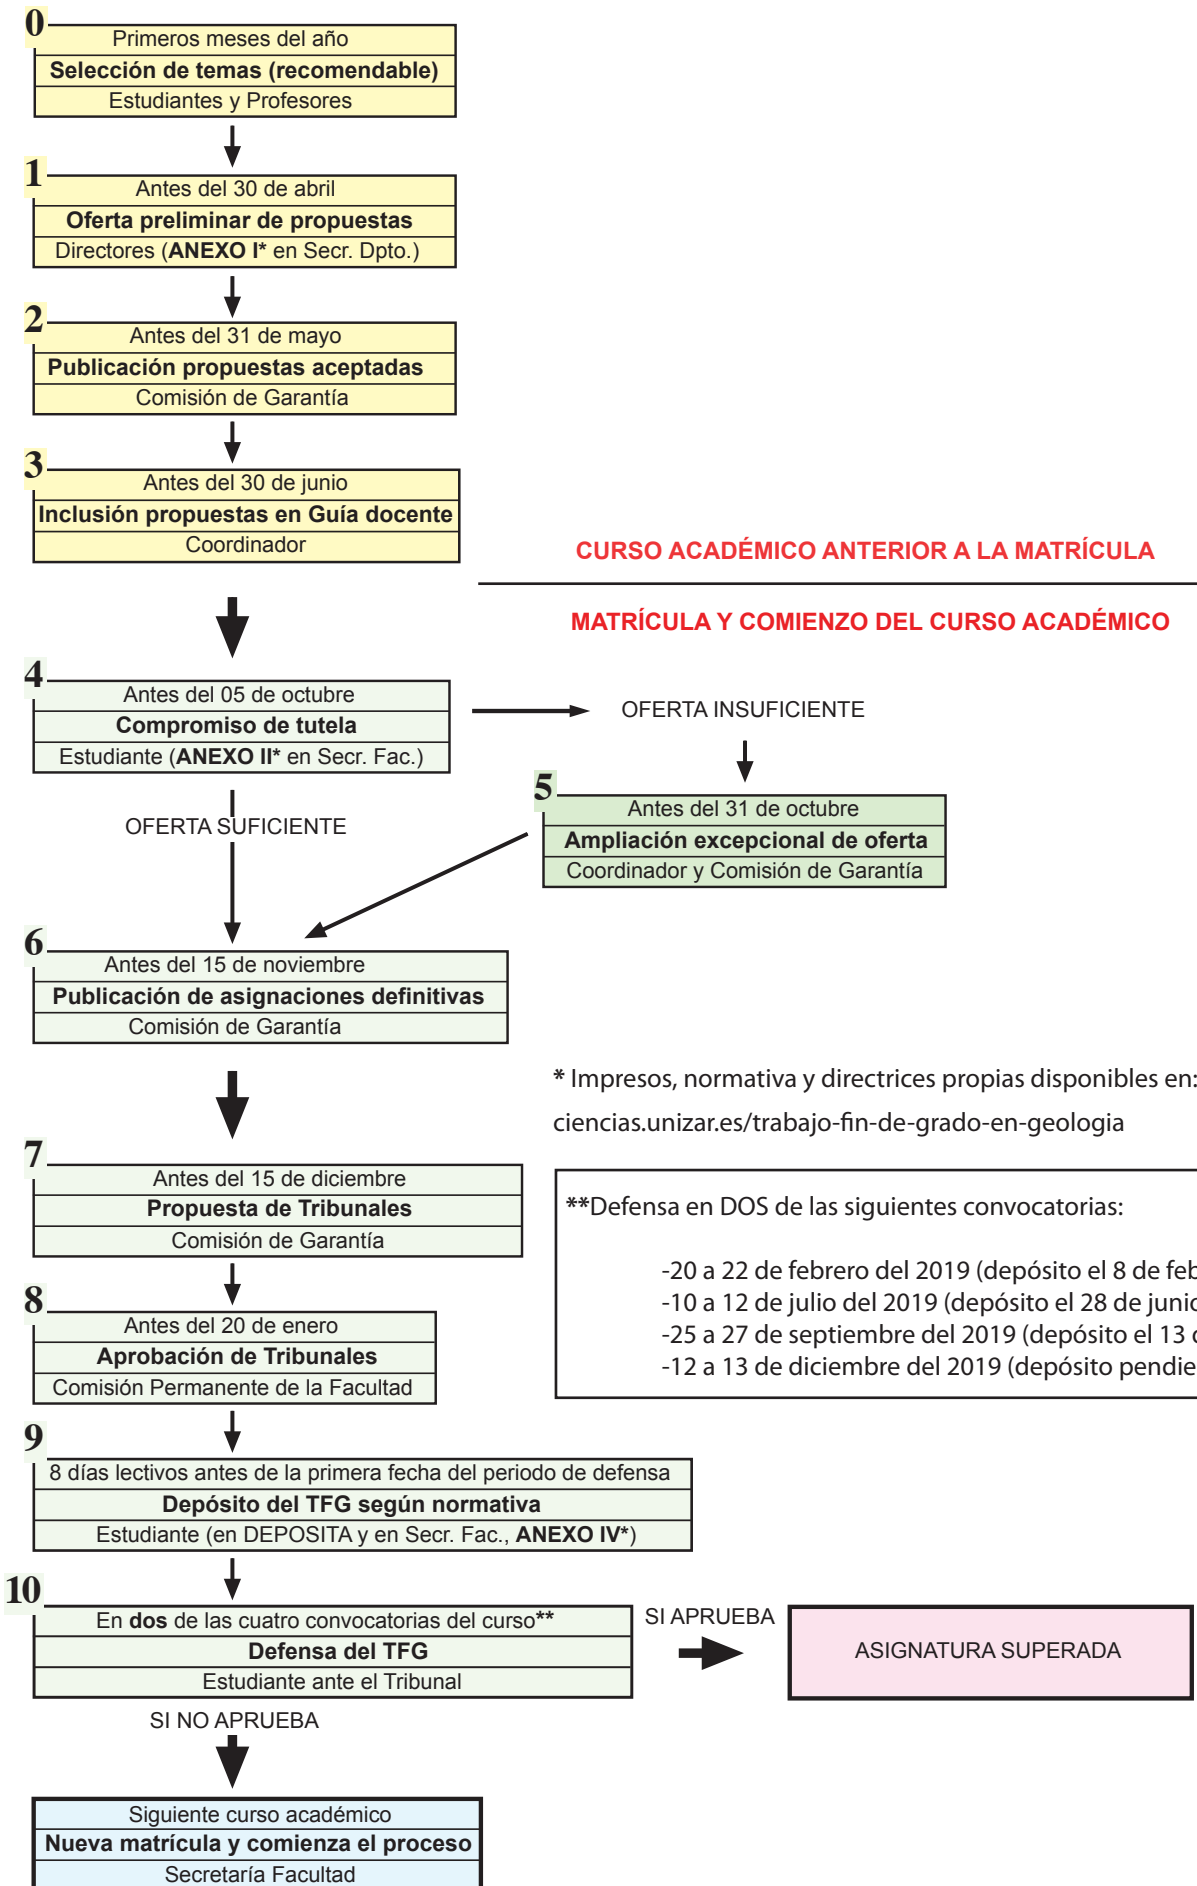 0
Primeros meses del año
Selección de temas (recomendable)
Estudiantes y Profesores
1
Antes del 30 de abril
Oferta preliminar de propuestas
Directores (ANEXO I* en Secr. Dpto.)
2
Antes del 31 de mayo
Publicación propuestas aceptadas
Comisión de Garantía
3
Antes del 30 de junio
Inclusión propuestas en Guía docente
Coordinador
CURSO ACADÉMICO ANTERIOR A LA MATRÍCULA
MATRÍCULA Y COMIENZO DEL CURSO ACADÉMICO
4
Antes del 05 de octubre
Compromiso de tutela
Estudiante (ANEXO II* en Secr. Fac.)
OFERTA INSUFICIENTE
OFERTA SUFICIENTE
5
Antes del 31 de octubre
Ampliación excepcional de oferta
Coordinador y Comisión de Garantía
6
Antes del 15 de noviembre
Publicación de asignaciones definitivas
Comisión de Garantía
* Impresos, normativa y directrices propias disponibles en:
ciencias.unizar.es/trabajo-fin-de-grado-en-geologia
7
Antes del 15 de diciembre
Propuesta de Tribunales
Comisión de Garantía
**Defensa en DOS de las siguientes convocatorias:
-20 a 22 de febrero del 2019 (depósito el 8 de
-10 a 12 de julio del 2019 (depósito el 28 de
-25 a 27 de septiembre del 2019 (depósito el 13
-12 a 13 de diciembre del 2019 (depósito
8
Antes del 20 de enero
Aprobación de Tribunales
Comisión Permanente de la Facultad
9
8 días lectivos antes de la primera fecha del periodo de defensa
Depósito del TFG según normativa
Estudiante (en DEPOSITA y en Secr. Fac., ANEXO IV*)
10
En dos de las cuatro convocatorias del curso**
Defensa del TFG
Estudiante ante el Tribunal
SI APRUEBA
ASIGNATURA SUPERADA
SI NO APRUEBA
Siguiente curso académico
Nueva matrícula y comienza el proceso
Secretaría Facultad